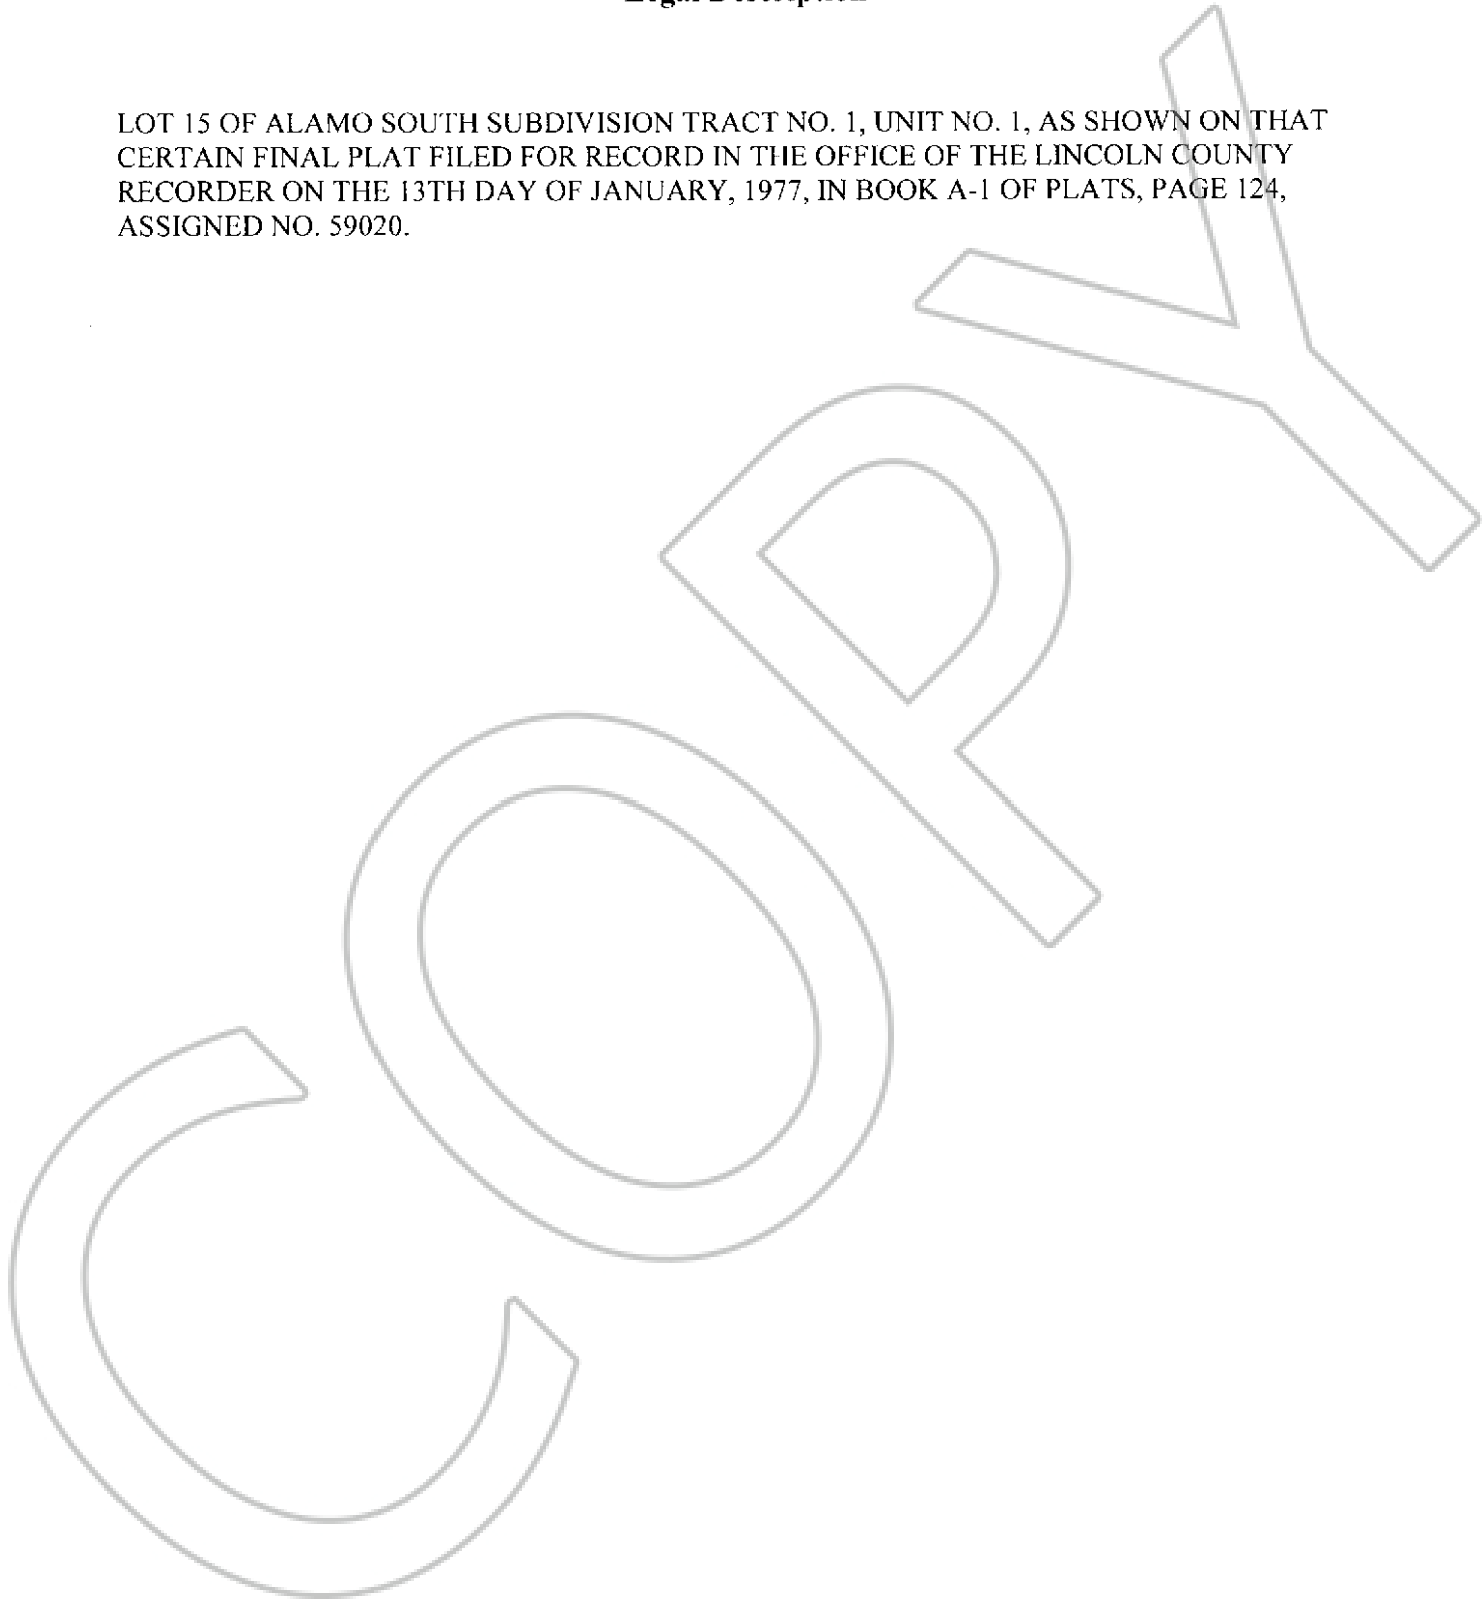 Legal Description
LOT 15 OF ALAMO SOUTH SUBDIVISION TRACT NO. 1, UNIT NO. 1, AS SHOWN ON THAT
CERTAIN FINAL PLAT FILED FOR RECORD IN THE OFFICE OF THE LINCOLN COUNTY
RECORDER ON THE 13TH DAY OF JANUARY, 1977, IN BOOK A-1 OF PLATS, PAGE 124,
ASSIGNED NO. 59020.
COPY